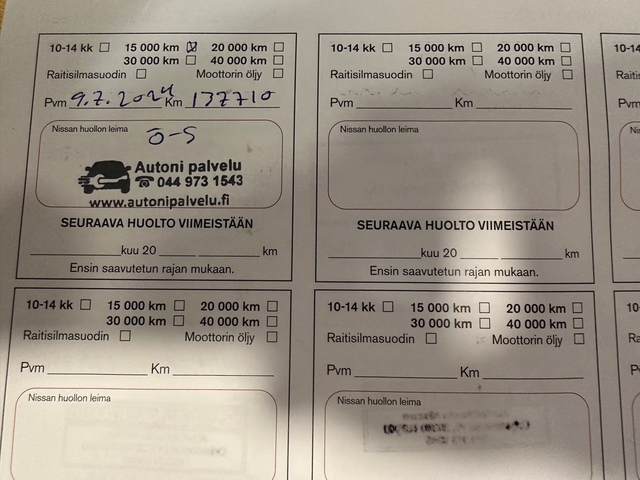 10-14 kk 15 000 km 20 000 km
30 000 km 40 000 km
Raitisilmasuodin Moottorin öljy
Pvm 9.7.2024 Km 137710
Nissan huollon leima
ö-S
Autoni palvelu
044 973 1543
www.autonipalvelu.fi
SEURAAVA HUOLTO VIIMEISTÄÄN
kuu 20 km
Ensin saavutetun rajan mukaan.
10-14 kk 15 000 km 20 000 km
30 000 km 40 000 km
Raitisilmasuodin Moottorin öljy
Pvm Km
Nissan huollon leima
SEURAAVA HUOLTO VIIMEISTÄÄN
kuu 20 km
Ensin saavutetun rajan mukaan.
10-14 kk
Pvm
10-14 kk 15 000 km 20 000 km
30 000 km 40 000 km
Raitisilmasuodin Moottorin öljy
Pvm Km
Nissan huollon leima
10-14 kk 15 000 km 20 000 km
30 000 km 40 000 km
Raitisilmasuodin Moottorin öljy
Pvm Km
Nissan huollon leima